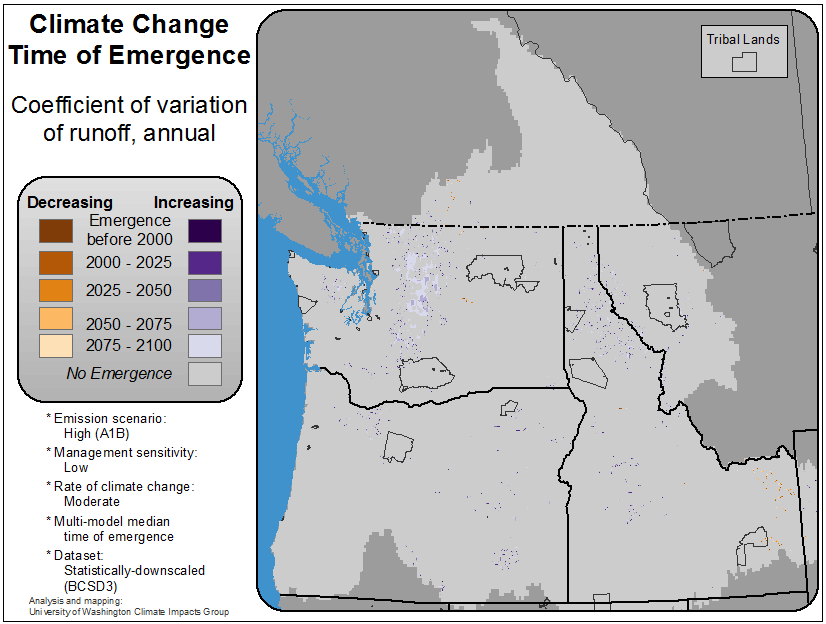 Climate Change
Time of Emergence
Coefficient of variation
of runoff, annual
Decreasing Increasing
Emergence
before 2000
2000 - 2025
2025 - 2050
2050 - 2075
2075 - 2100
No Emergence
* Emission scenario:
High (A1B)
* Management sensitivity:
Low
* Rate of climate change:
Moderate
* Multi-model median
time of emergence
* Dataset:
Statistically-downscaled
(BCSD3)
Analysis and mapping:
University of Washington Climate Impacts Group
Tribal Lands